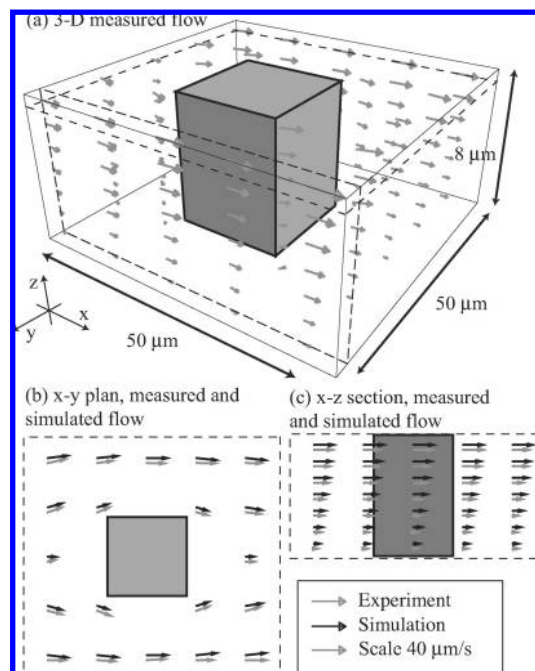 (a) 3-D measured flow
8 μm
50 μm
50 μm
z
x
y
(b) x-y plan, measured and
simulated flow
(c) x-z section, measured
and simulated flow
Experiment
Simulation
Scale 40 μm/s